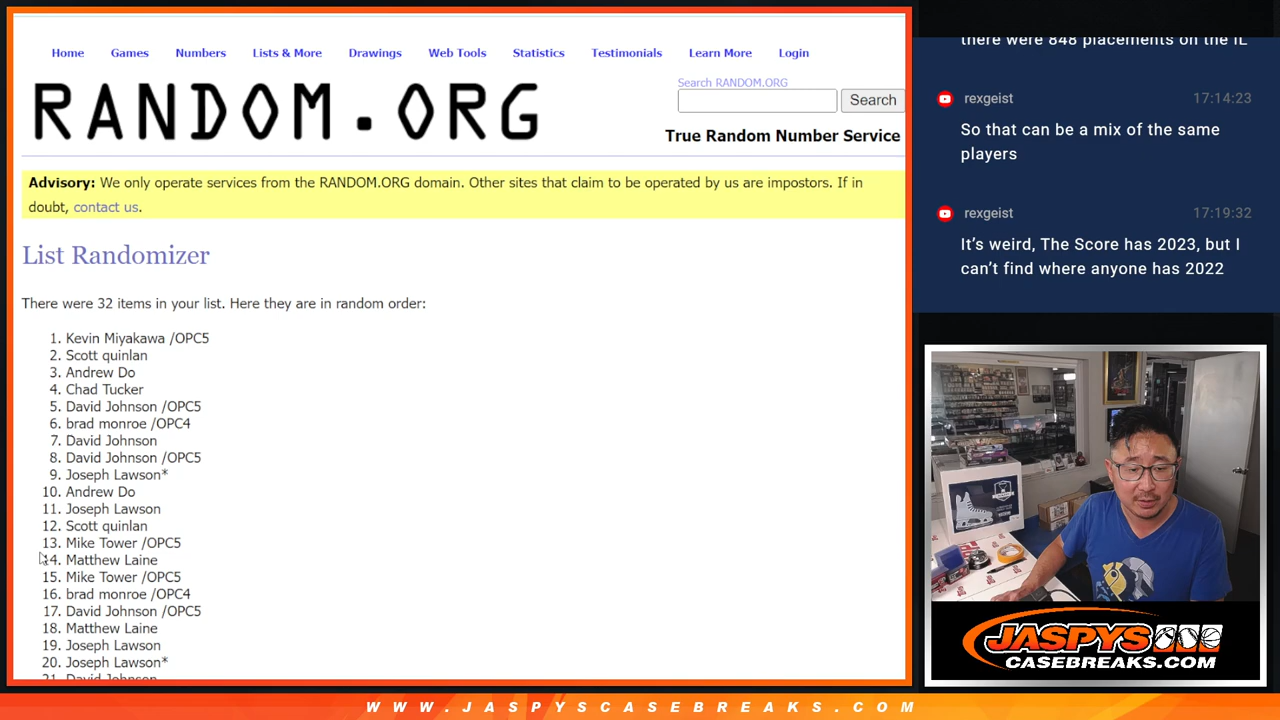 Home Games Numbers Lists & More Drawings Web Tools Statistics Testimonials Learn More Login
RANDOM.ORG
Search RANDOM.ORG
Search
True Random Number Service
Advisory: We only operate services from the RANDOM.ORG domain. Other sites that claim to be operated by us are impostors. If in
doubt, contact us.
List Randomizer
There were 32 items in your list. Here they are in random order:
1. Kevin Miyakawa /OPC5
2. Scott quinlan
3. Andrew Do
4. Chad Tucker
5. David Johnson /OPC5
6. brad monroe /OPC4
7. David Johnson
8. David Johnson /OPC5
9. Joseph Lawson*
10. Andrew Do
11. Joseph Lawson
12. Scott quinlan
13. Mike Tower /OPC5
14. Matthew Laine
15. Mike Tower /OPC5
16. brad monroe /OPC4
17. David Johnson /OPC5
18. Matthew Laine
19. Joseph Lawson
20. Joseph Lawson*
21. David Johnson
there were 848 placements on the IL
rexgeist 17:14:23
So that can be a mix of the same
players
rexgeist 17:19:32
It's weird, The Score has 2023, but I
can't find where anyone has 2022
JASPYS
CASEBREAKS.COM
WWW.JASPYSCASEBREAKS.COM